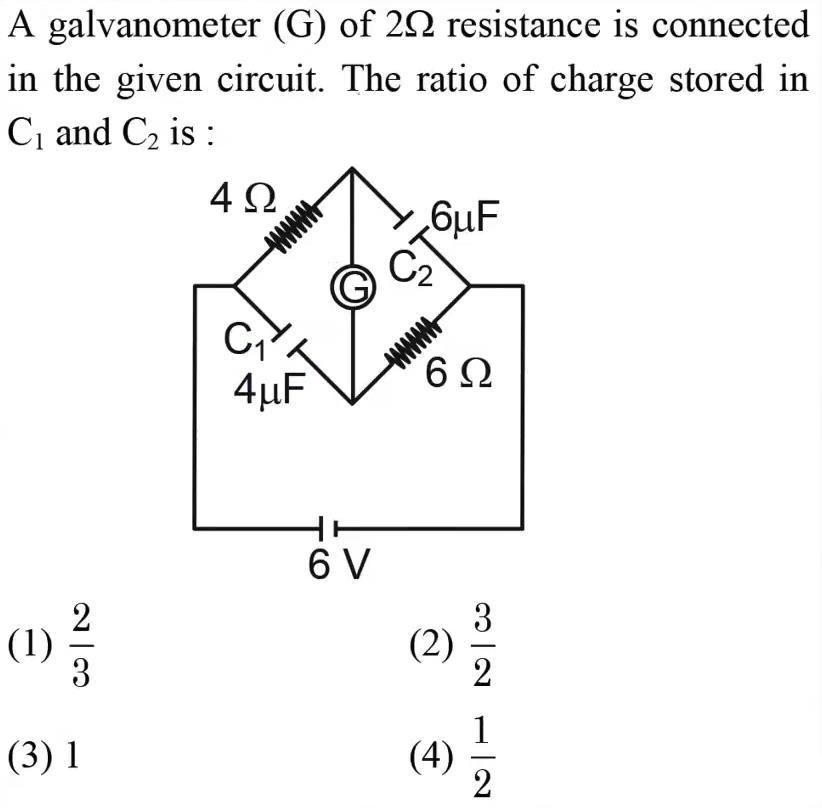 A galvanometer (G) of 2Ω resistance is connected
in the given circuit. The ratio of charge stored in
C₁ and C₂ is :
4 Ω
6μF
C₂
G
C₁
4μF
6 Ω
6 V
(1) 2/3
(2) 3/2
(3) 1
(4) 1/2